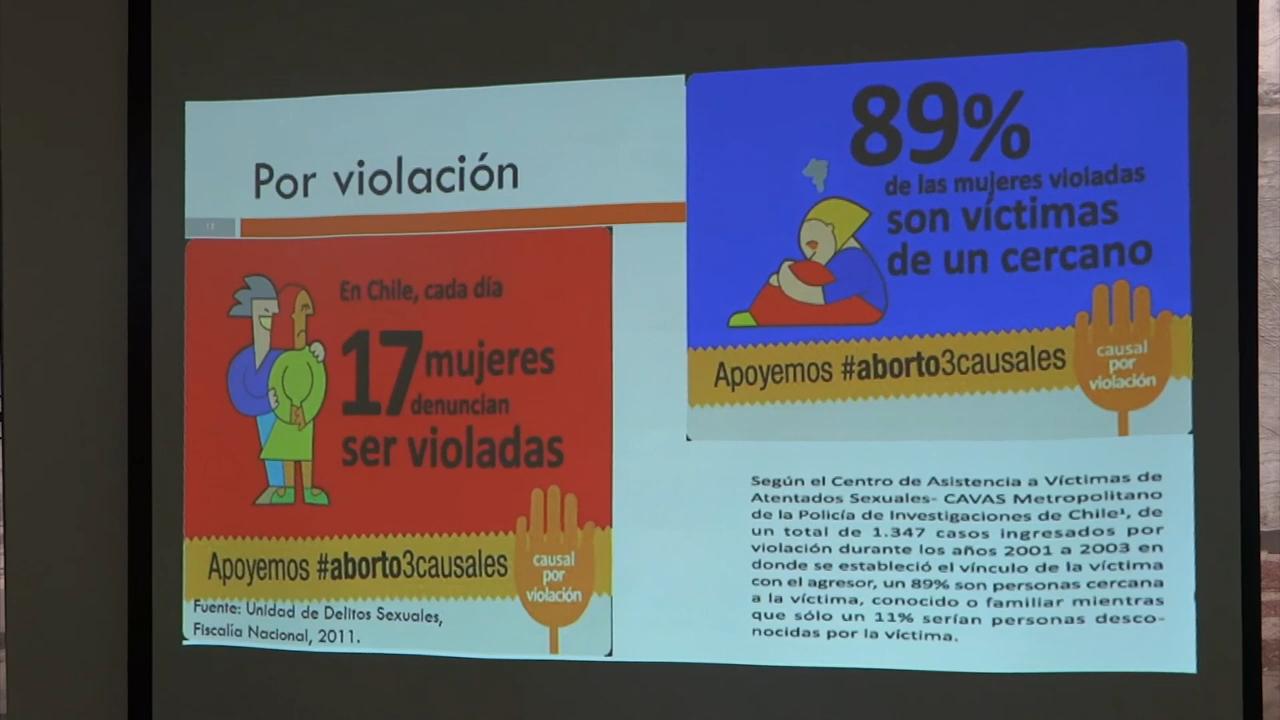 Por violación
En Chile, cada día
17 mujeres
denuncian
ser violadas
Apoyemos #aborto3causales
causal
por
violación
Fuente: Unidad de Delitos Sexuales,
Fiscalía Nacional, 2011.
89%
de las mujeres violadas
son víctimas
de un cercano
Apoyemos #aborto3causales
causal
por
violación
Según el Centro de Asistencia a Víctimas de
Atentados Sexuales- CAVAS Metropolitano
de la Policía de Investigaciones de Chile¹, de
un total de 1.347 casos ingresados por
violación durante los años 2001 a 2003 en
donde se estableció el vínculo de la víctima
con el agresor, un 89% son personas cercana
a la víctima, conocido o familiar mientras
que sólo un 11% serían personas desco-
nocidas por la víctima.